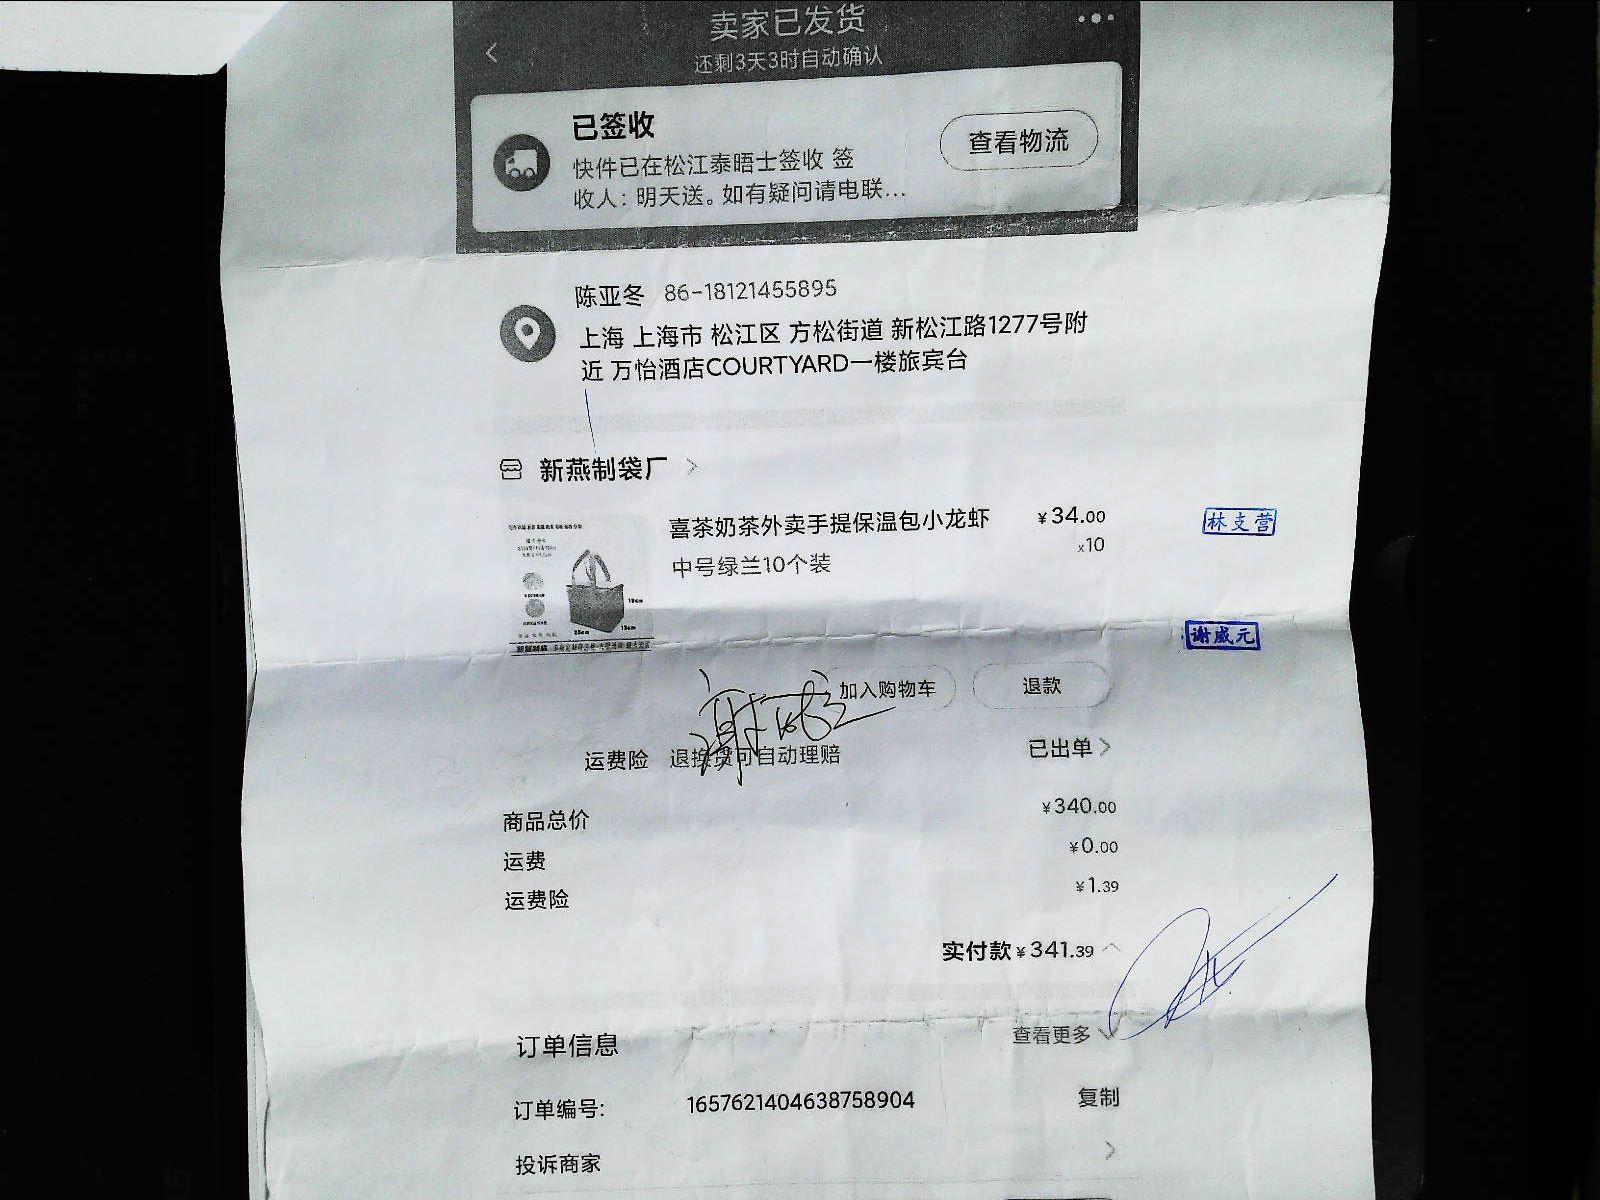 卖家已发货
还剩3天3时自动确认
已签收
快件已在松江泰晤士签收 签
收人：明天送。如有疑问请电联...
查看物流
陈亚冬 86-18121455895
上海 上海市 松江区 方松街道 新松江路1277号附
近 万怡酒店COURTYARD一楼旅宾台
新燕制袋厂
喜茶奶茶外卖手提保温包小龙虾
¥34.00
中号绿兰10个装
x10
林支营
谢威元
加入购物车
退款
运费险 退换货可自动理赔
已出单
商品总价
¥340.00
运费
¥0.00
运费险
¥1.39
实付款 ¥341.39
订单信息
查看更多
订单编号:
1657621404638758904
复制
投诉商家